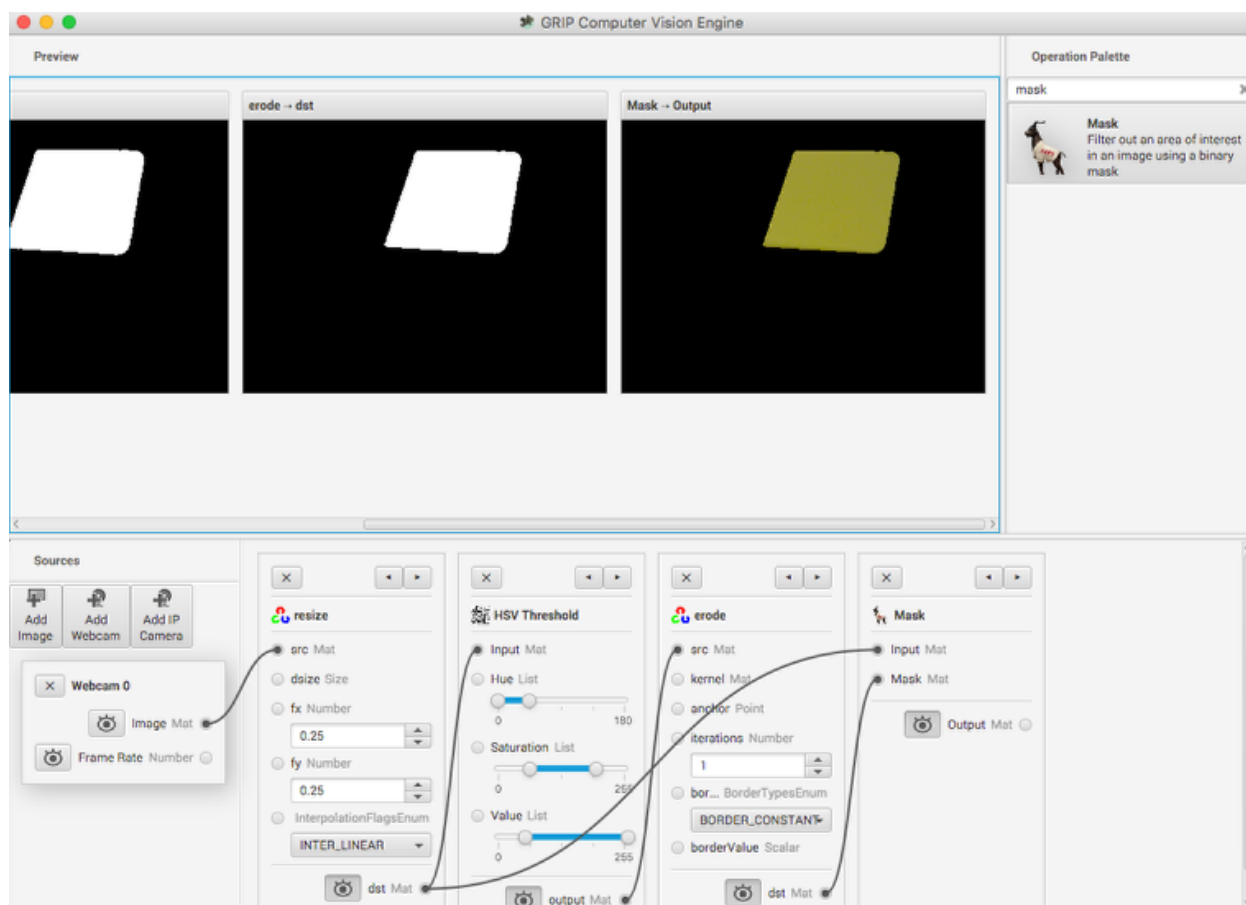 GRIP Computer Vision Engine
Preview
Operation Palette
erode → dst
Mask → Output
mask
Mask
Filter out an area of interest
in an image using a binary
mask
Sources
Add
Image
Add
Webcam
Add IP
Camera
Webcam 0
Image Mat
Frame Rate Number
resize
src Mat
dsize Size
fx Number
0.25
fy Number
0.25
InterpolationFlagsEnum
INTER_LINEAR
dst Mat
HSV Threshold
Input Mat
Hue List
0 180
Saturation List
0 255
Value List
0 255
output Mat
erode
src Mat
kernel Mat
anchor Point
iterations Number
1
bor... BorderTypesEnum
BORDER_CONSTANT
borderValue Scalar
dst Mat
Mask
Input Mat
Mask Mat
Output Mat